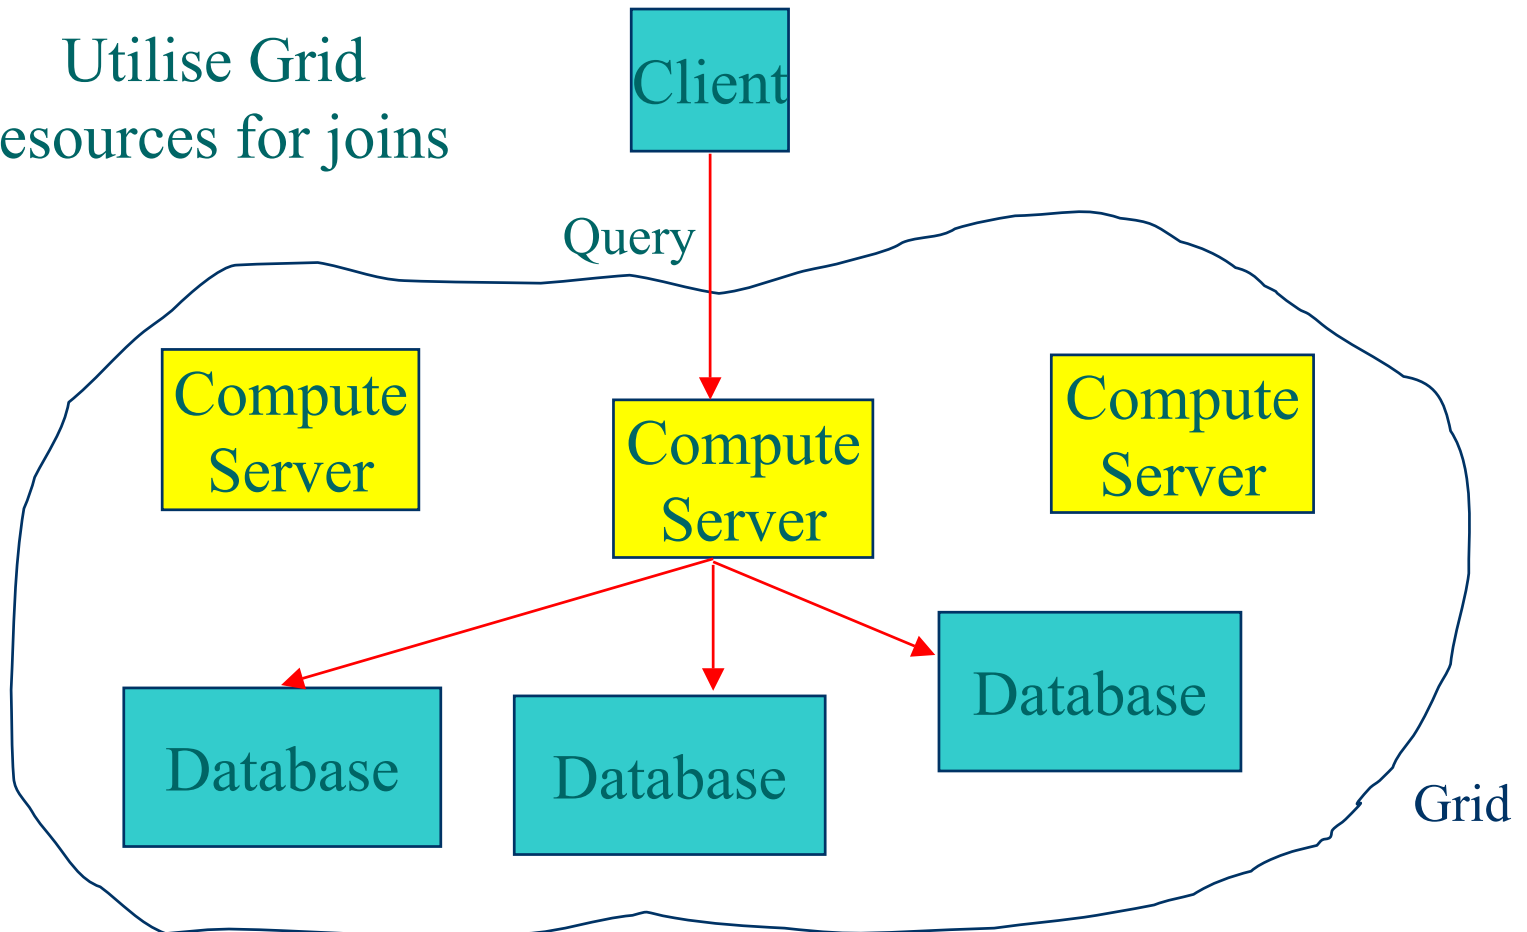 Utilise Grid
esources for joins
Client
Query
Compute
Server
Compute
Server
Compute
Server
Database
Database
Database
Grid